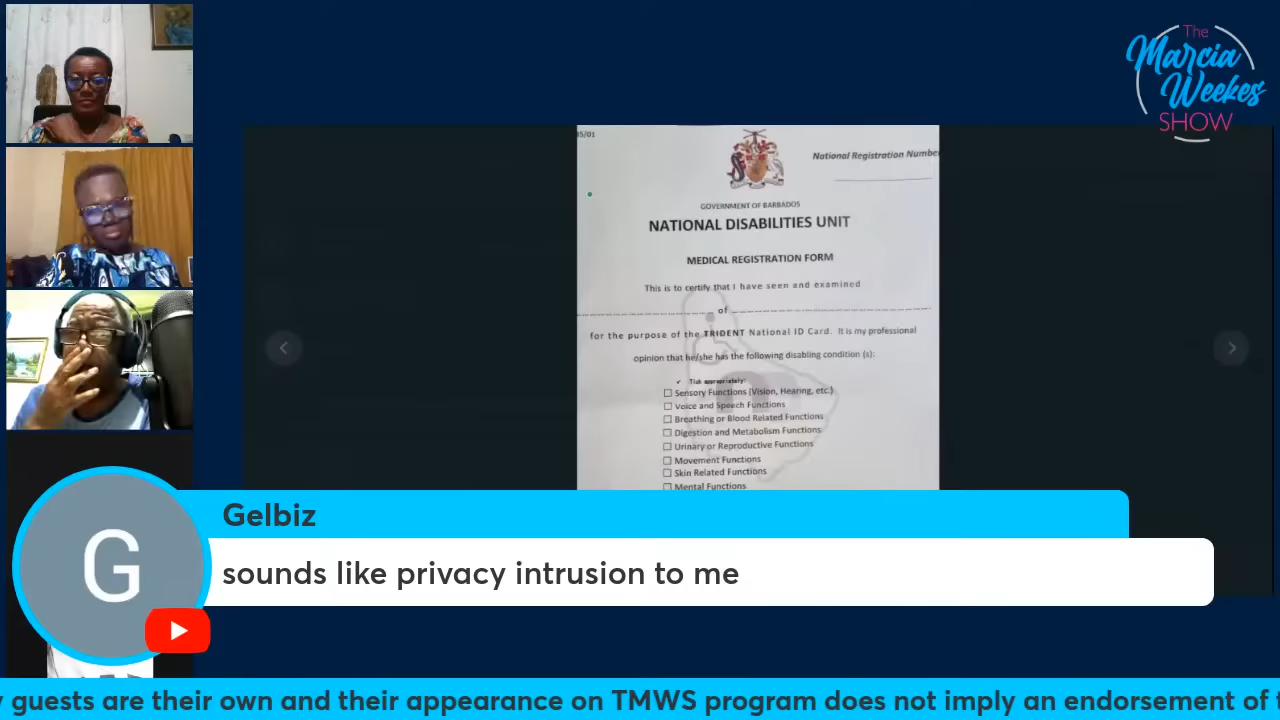 The
Marcia
Weekes
SHOW
National Registration Number
GOVERNMENT OF BARBADOS
NATIONAL DISABILITIES UNIT
MEDICAL REGISTRATION FORM
This is to certify that I have seen and examined
of
for the purpose of the TRIDENT National ID Card. It is my professional
opinion that he/she has the following disabling condition (s):
✓ Tick appropriately:
☐ Sensory Functions (Vision, Hearing, etc.)
☐ Voice and Speech Functions
☐ Breathing or Blood Related Functions
☐ Digestion and Metabolism Functions
☐ Urinary or Reproductive Functions
☐ Movement Functions
☐ Skin Related Functions
☐ Mental Functions
G
Gelbiz
sounds like privacy intrusion to me
guests are their own and their appearance on TMWS program does not imply an endorsement of